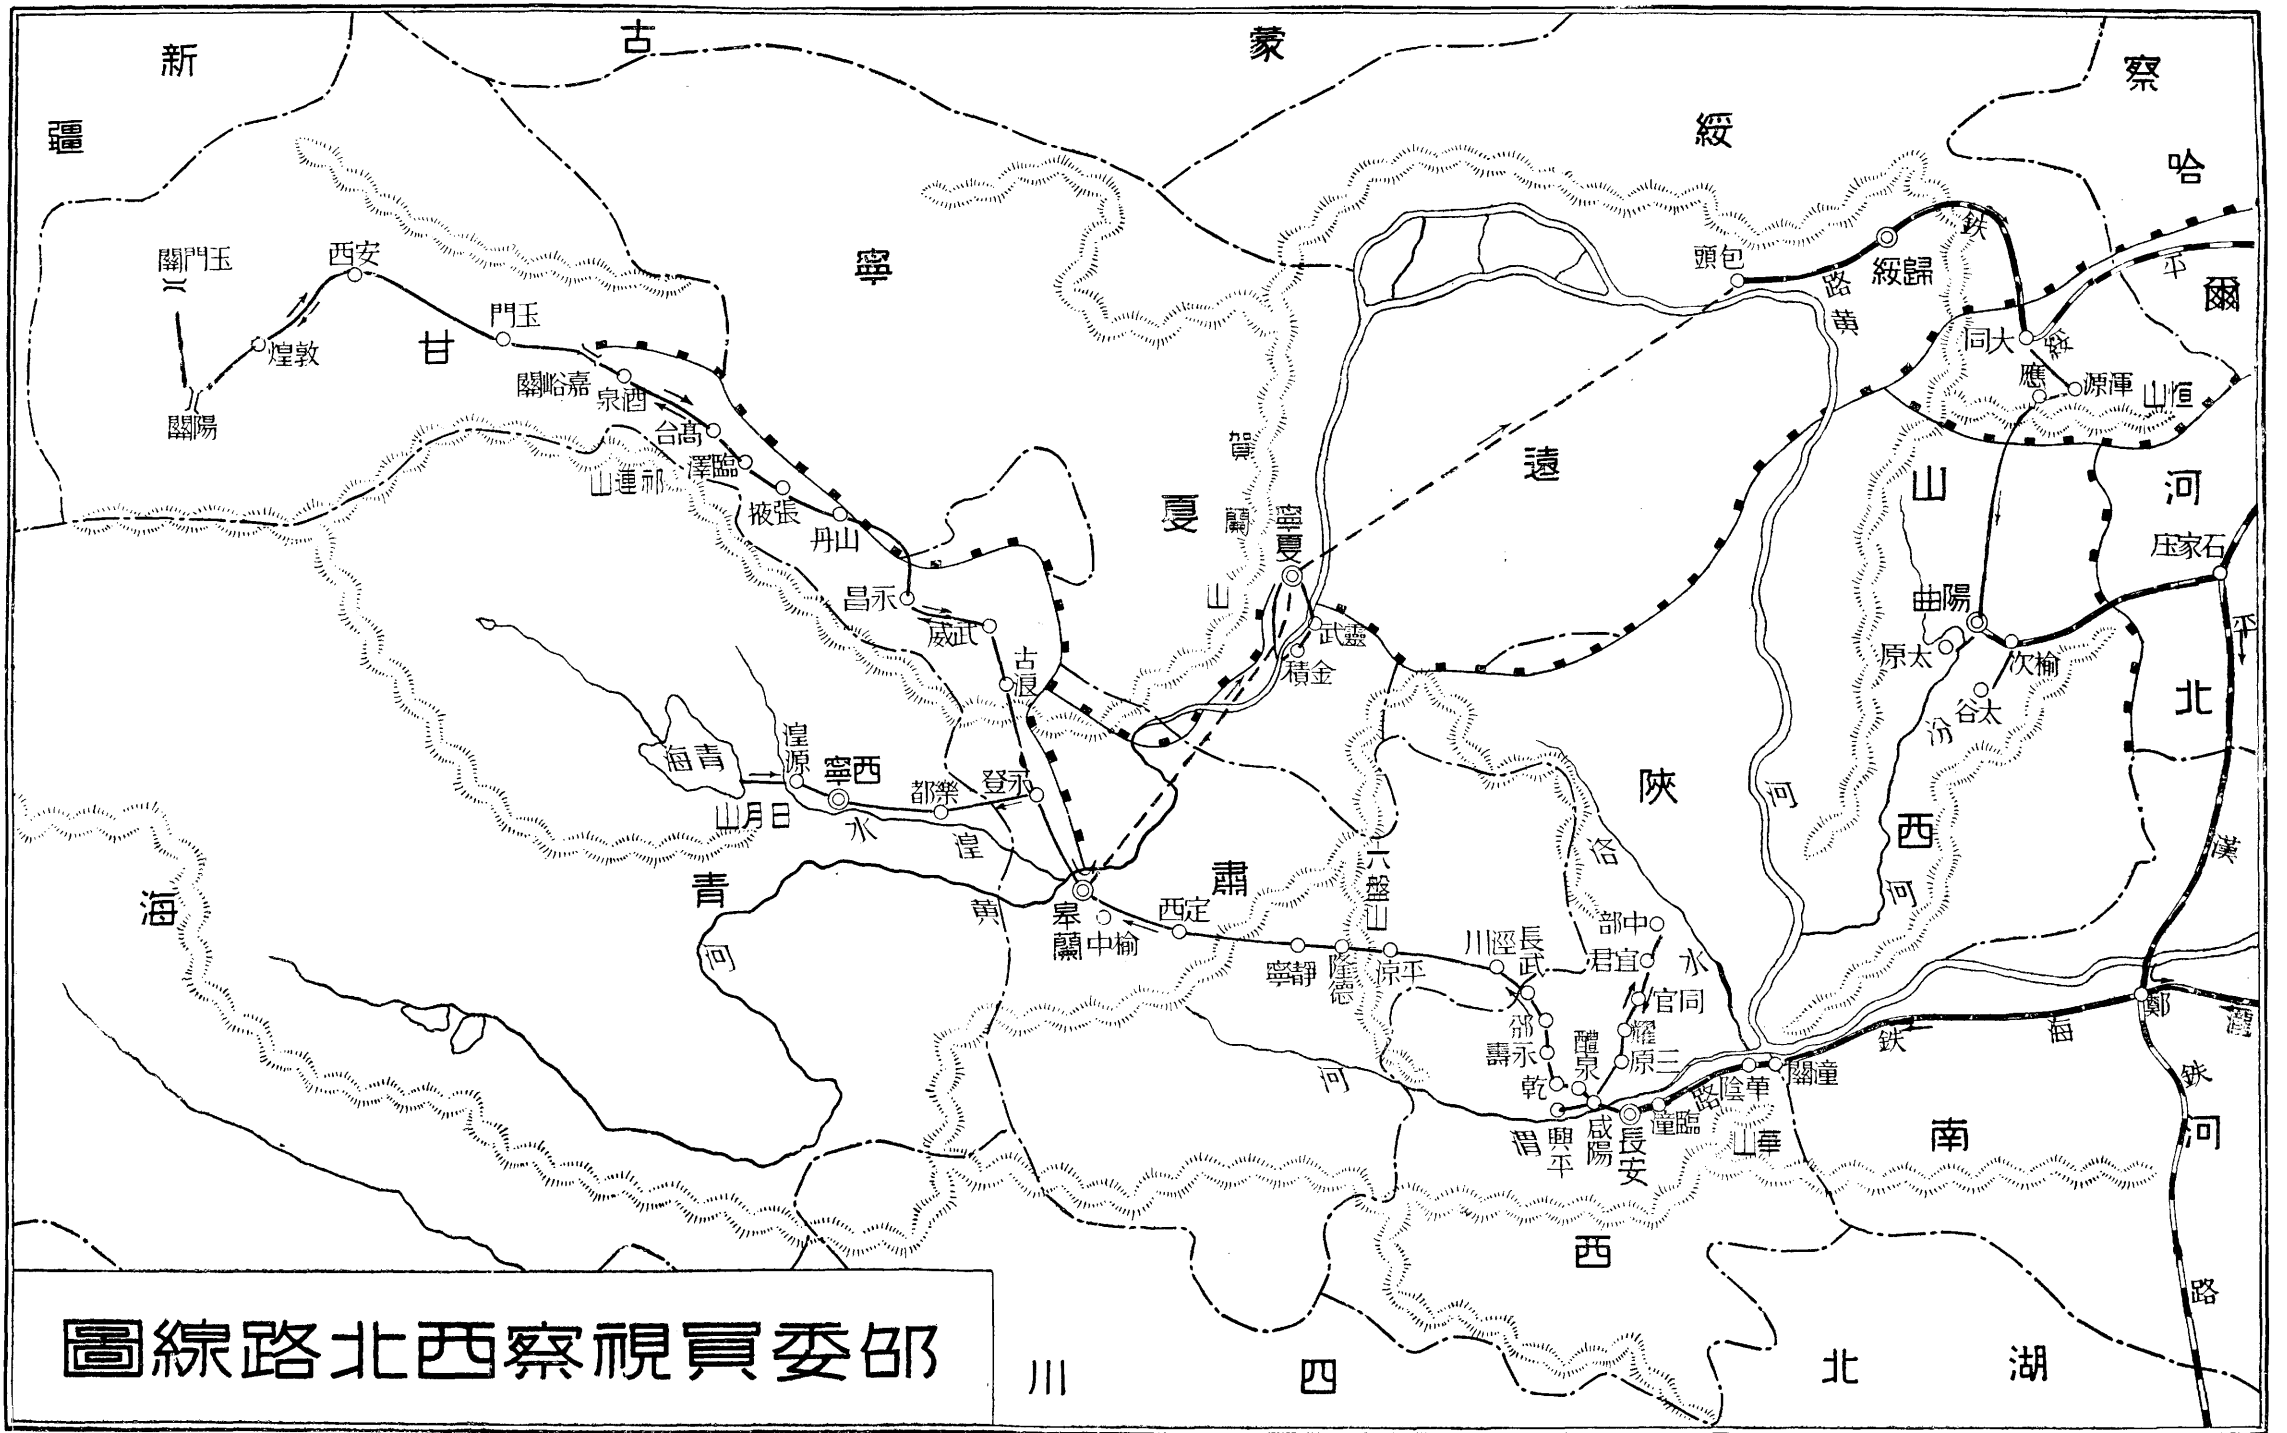 邵委員視察西北路線圖
新疆
蒙古
察哈爾
綏遠
寧夏
甘肅
青海
陝西
山西
河北
河南
湖北
四川
玉門關
陽關
敦煌
安西
玉門
嘉峪關
酒泉
高台
臨澤
張掖
山丹
永昌
武威
古浪
永登
樂都
西寧
湟源
青海
日月山
祁連山
湟水
黃河
皋蘭
榆中
定西
靜寧
隆德
六盤山
平涼
涇川
長武
邠
永壽
乾
醴泉
興平
咸陽
長安
臨潼
華陰
潼關
華山
三原
耀
同官
宜君
中部
洛水
渭河
寧夏
賀蘭山
靈武
金積
包頭
歸綏
大同
應
渾源
恒山
平綏鉄路
黃河
陽曲
太原
榆次
太谷
汾河
石家庄
平漢鉄路
鄭
隴海鉄路